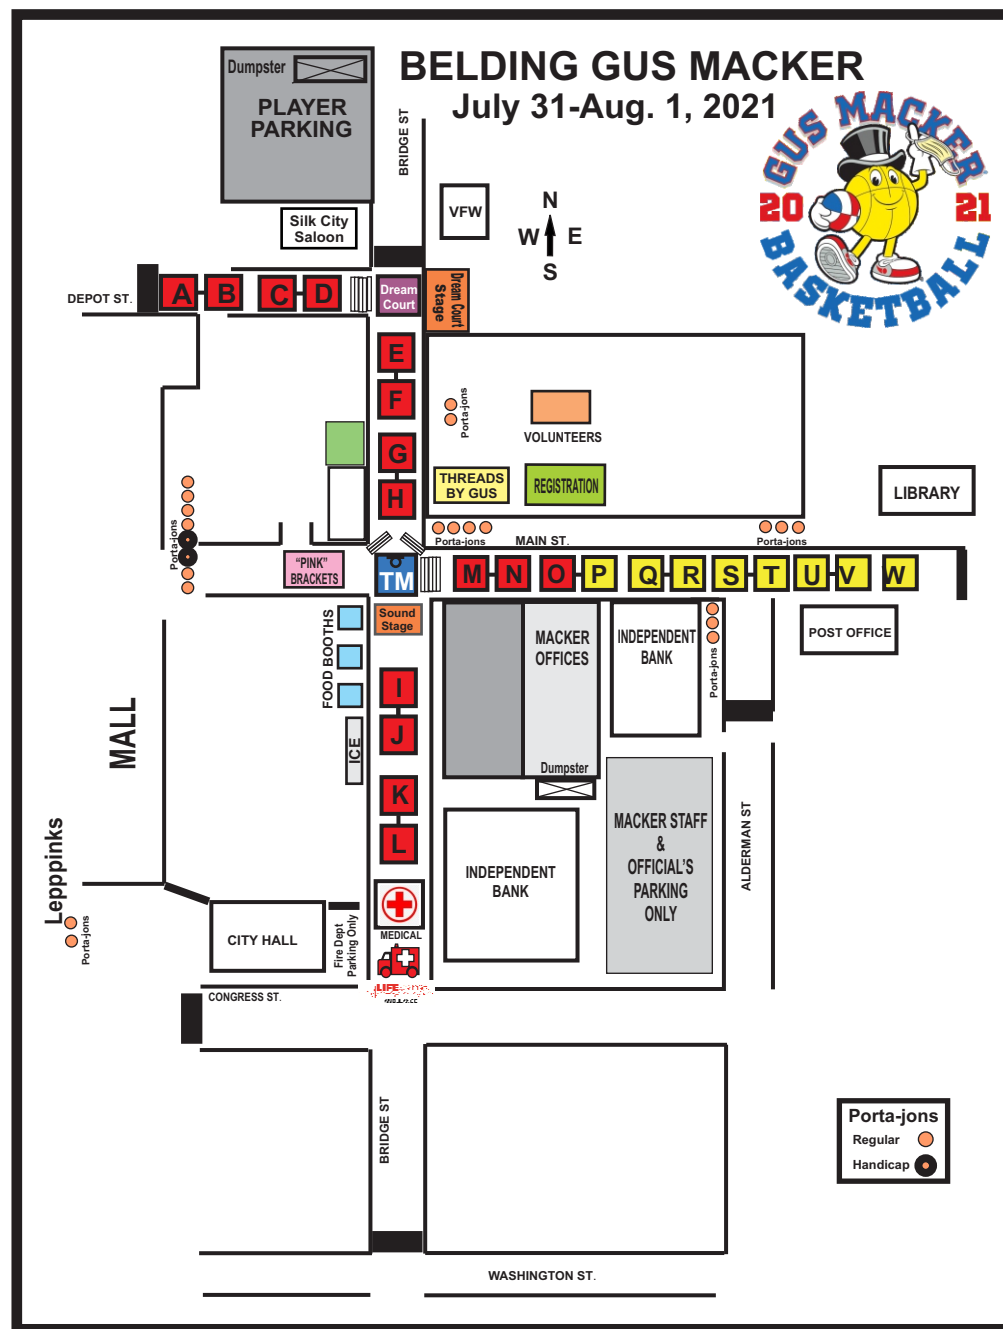 BELDING GUS MACKER
July 31-Aug. 1, 2021
GUS MACKER
20 21
BASKETBALL
Dumpster
PLAYER
PARKING
BRIDGE ST
Silk City
Saloon
VFW
N
W E
S
DEPOT ST.
A B C D
Dream
Court
Dream Court
Stage
E
F
G
H
Porta-jons
VOLUNTEERS
THREADS
BY GUS
REGISTRATION
LIBRARY
Porta-jons
Porta-jons
MAIN ST.
Porta-jons
"PINK"
BRACKETS
TM
M N O P Q R S T U V W
Sound
Stage
FOOD BOOTHS
ICE
MALL
I
J
K
L
MACKER
OFFICES
INDEPENDENT
BANK
Porta-jons
POST OFFICE
Dumpster
INDEPENDENT
BANK
MACKER STAFF
&
OFFICIAL'S
PARKING
ONLY
ALDERMAN ST
Lepppinks
Porta-jons
CITY HALL
Fire Dept
Parking Only
MEDICAL
LIFE
CONGRESS ST.
BRIDGE ST
WASHINGTON ST.
Porta-jons
Regular
Handicap